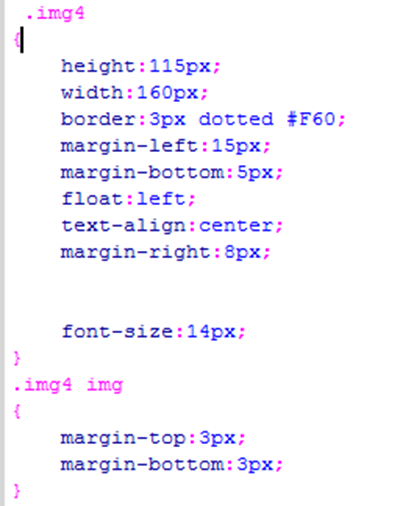 .img4
{
height:115px;
width:160px;
border:3px dotted #F60;
margin-left:15px;
margin-bottom:5px;
float:left;
text-align:center;
margin-right:8px;
font-size:14px;
}
.img4 img
{
margin-top:3px;
margin-bottom:3px;
}